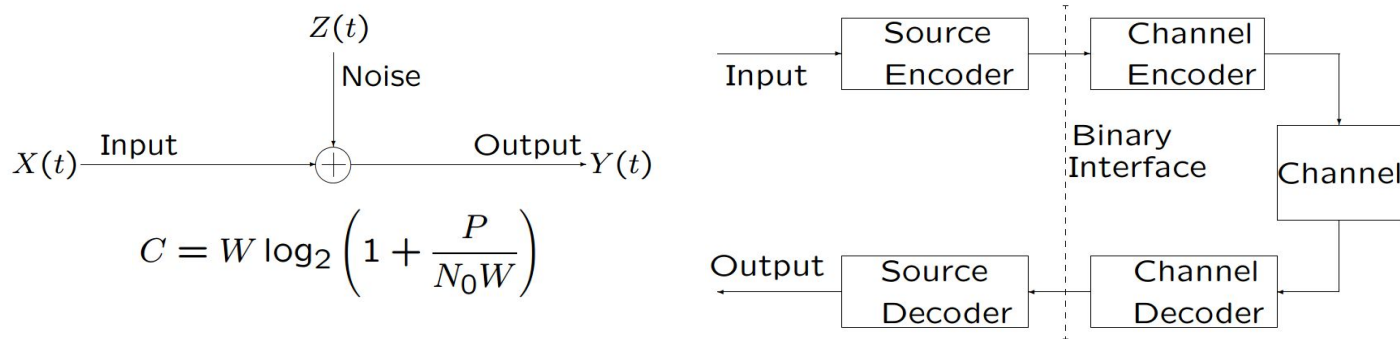 Z(t)
Noise
X(t) Input Output Y(t)
C = W log₂ (1 + P / N₀W)
Input
Source
Encoder
Channel
Encoder
Binary
Interface
Channel
Output
Source
Decoder
Channel
Decoder